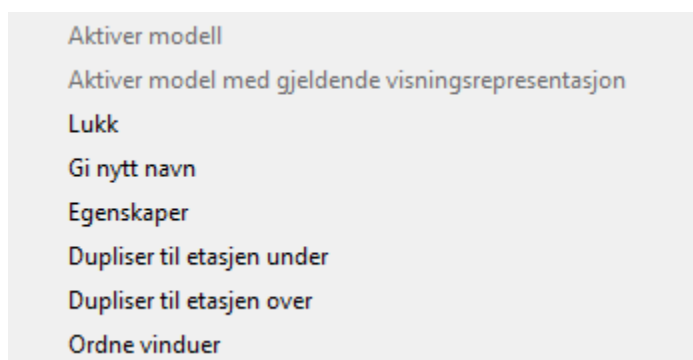 Aktiver modell
Aktiver model med gjeldende visningsrepresentasjon
Lukk
Gi nytt navn
Egenskaper
Dupliser til etasjen under
Dupliser til etasjen over
Ordne vinduer